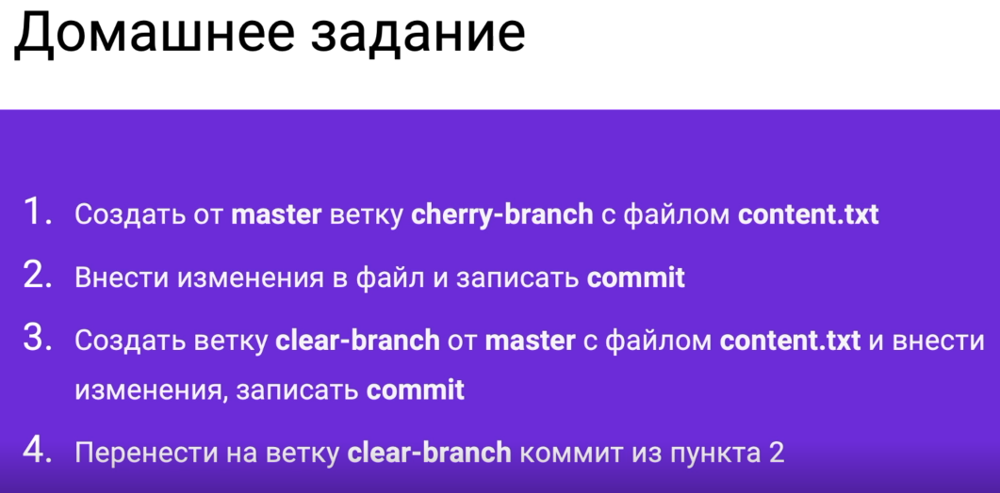 Домашнее задание
1. Создать от master ветку cherry-branch с файлом content.txt
2. Внести изменения в файл и записать commit
3. Создать ветку clear-branch от master с файлом content.txt и внести
изменения, записать commit
4. Перенести на ветку clear-branch коммит из пункта 2